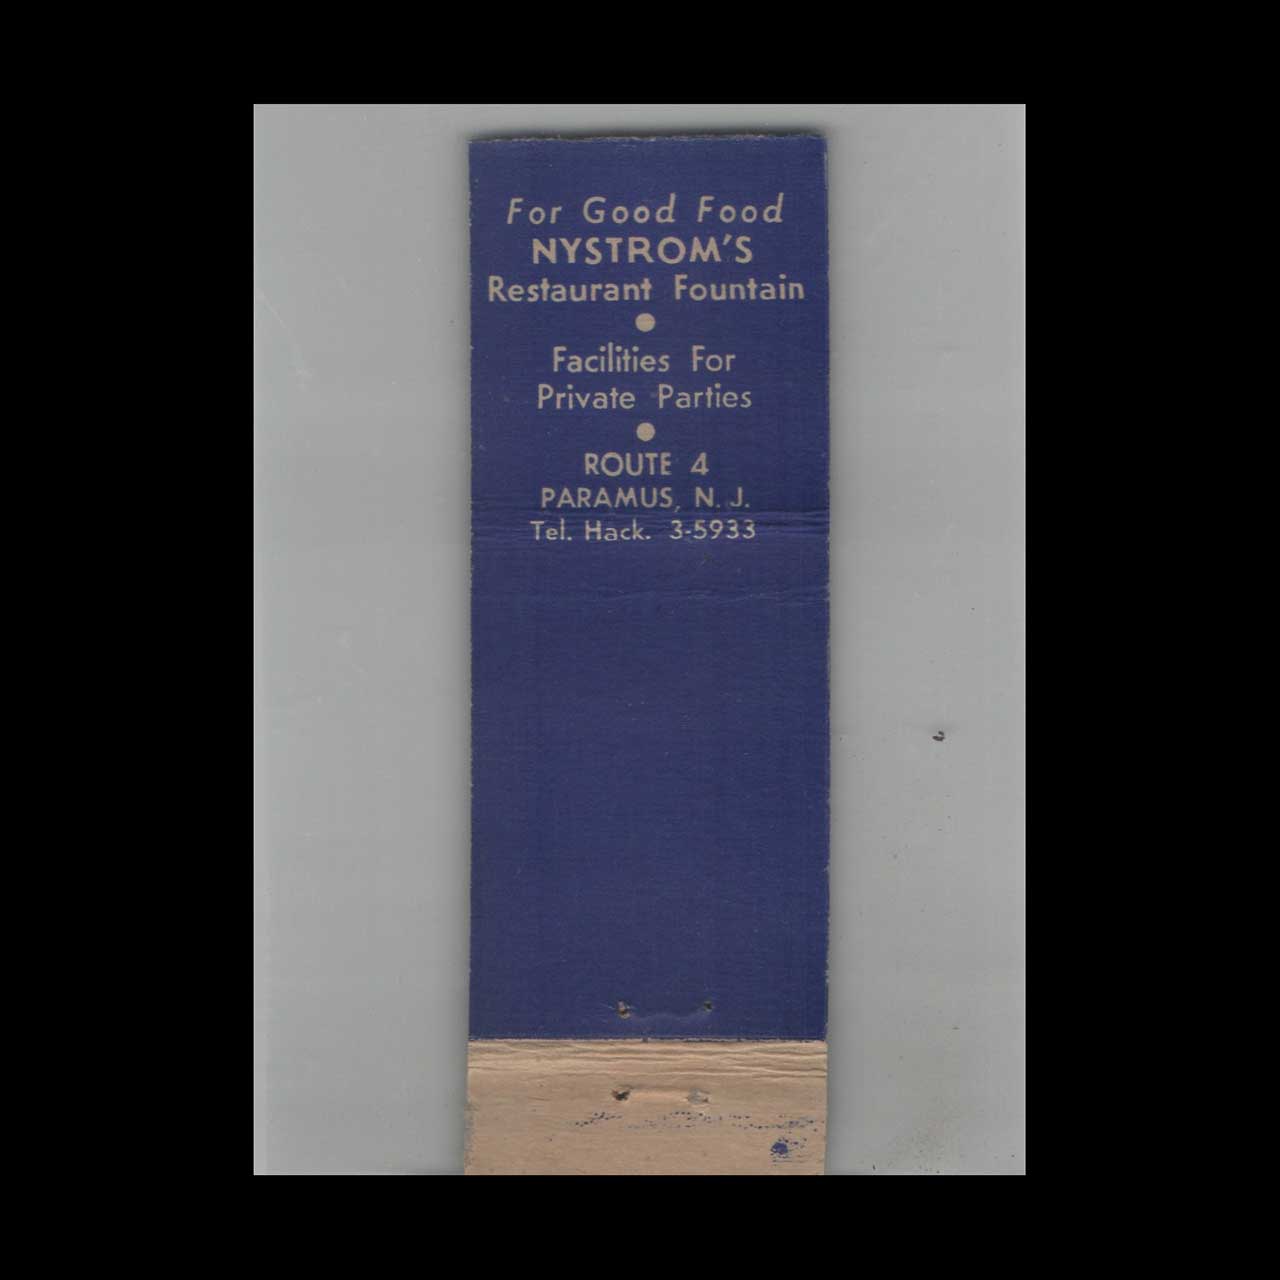 For Good Food
NYSTROM'S
Restaurant Fountain
Facilities For
Private Parties
ROUTE 4
PARAMUS, N. J.
Tel. Hack. 3-5933